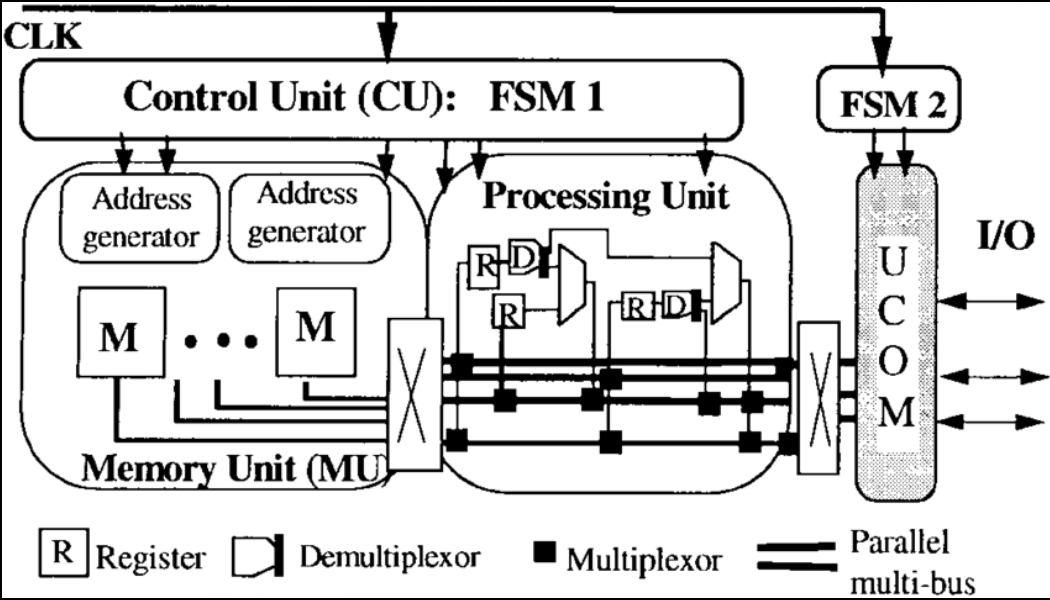 CLK
Control Unit (CU): FSM 1
FSM 2
Address
generator
Address
generator
Processing Unit
I/O
R
D
R
R
D
M
M
U
C
O
M
Memory Unit (MU)
R Register
Demultiplexor
Multiplexor
Parallel
multi-bus